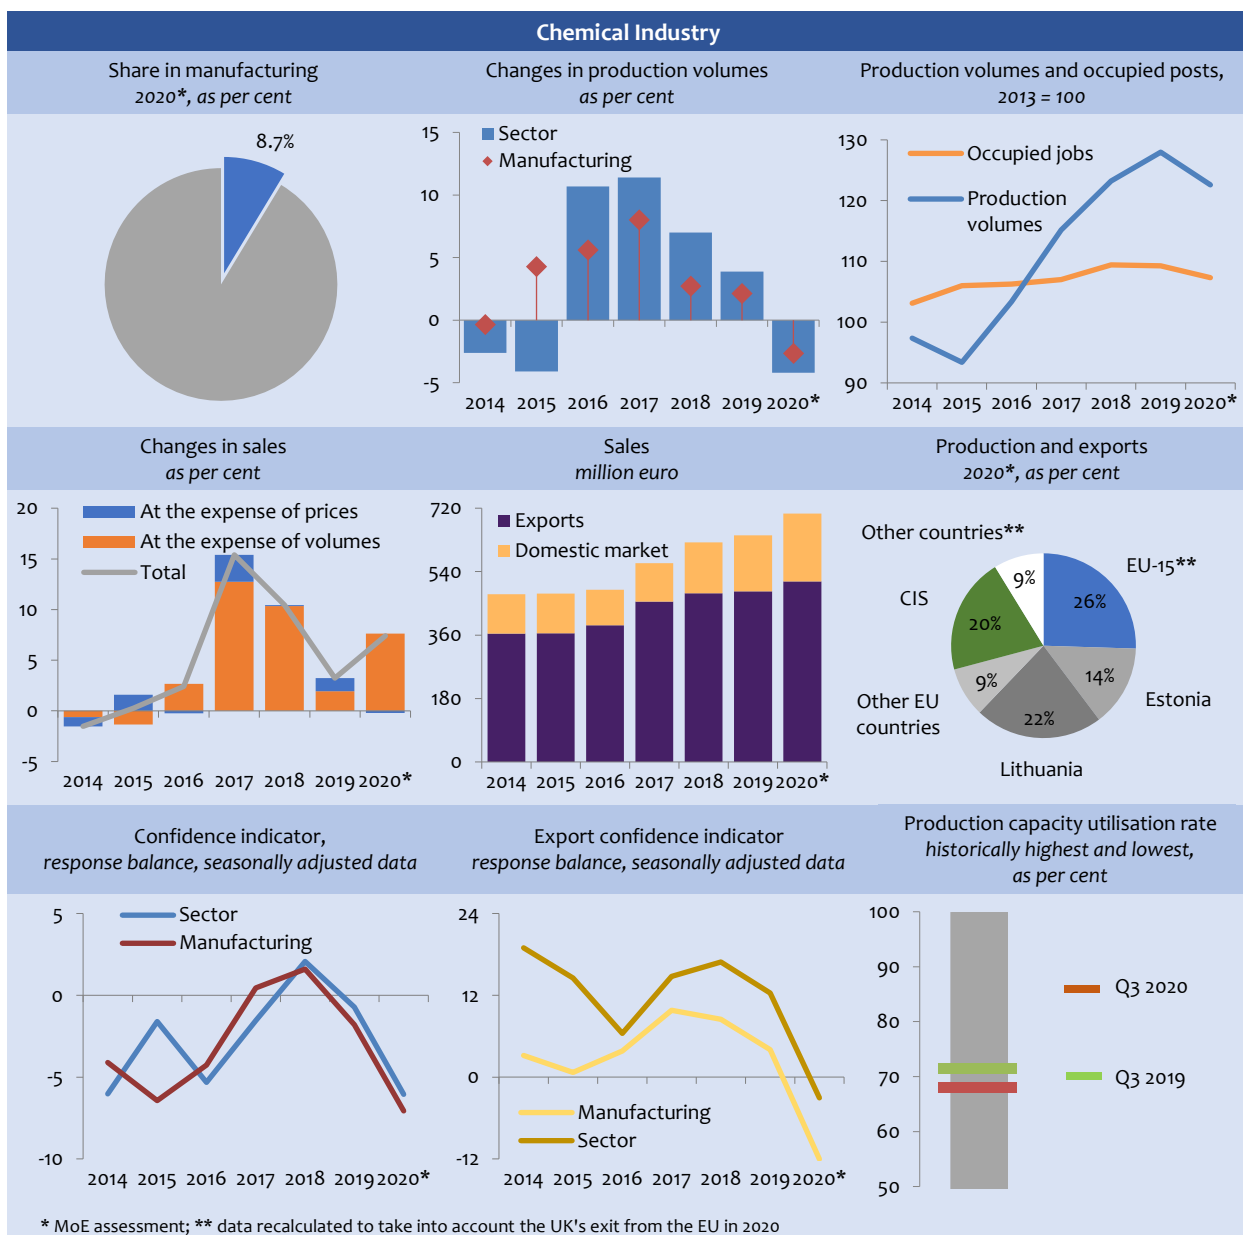 Chemical Industry
Share in manufacturing
2020*, as per cent
8.7%
Changes in production volumes
as per cent
Sector
Manufacturing
15
10
5
0
-5
2014 2015 2016 2017 2018 2019 2020*
Production volumes and occupied posts,
2013 = 100
Occupied jobs
Production
volumes
130
120
110
100
90
2014 2015 2016 2017 2018 2019 2020*
Changes in sales
as per cent
At the expense of prices
At the expense of volumes
Total
20
15
10
5
0
-5
2014 2015 2016 2017 2018 2019 2020*
Sales
million euro
Exports
Domestic market
720
540
360
180
0
2014 2015 2016 2017 2018 2019 2020*
Production and exports
2020*, as per cent
Other countries**
EU-15**
9%
26%
CIS
20%
14%
9%
22%
Other EU
countries
Estonia
Lithuania
Confidence indicator,
response balance, seasonally adjusted data
Sector
Manufacturing
5
0
-5
-10
2014 2015 2016 2017 2018 2019 2020*
Export confidence indicator
response balance, seasonally adjusted data
24
12
0
-12
Manufacturing
Sector
2014 2015 2016 2017 2018 2019 2020*
Production capacity utilisation rate
historically highest and lowest,
as per cent
100
90
80
70
60
50
Q3 2020
Q3 2019
* MoE assessment; ** data recalculated to take into account the UK's exit from the EU in 2020